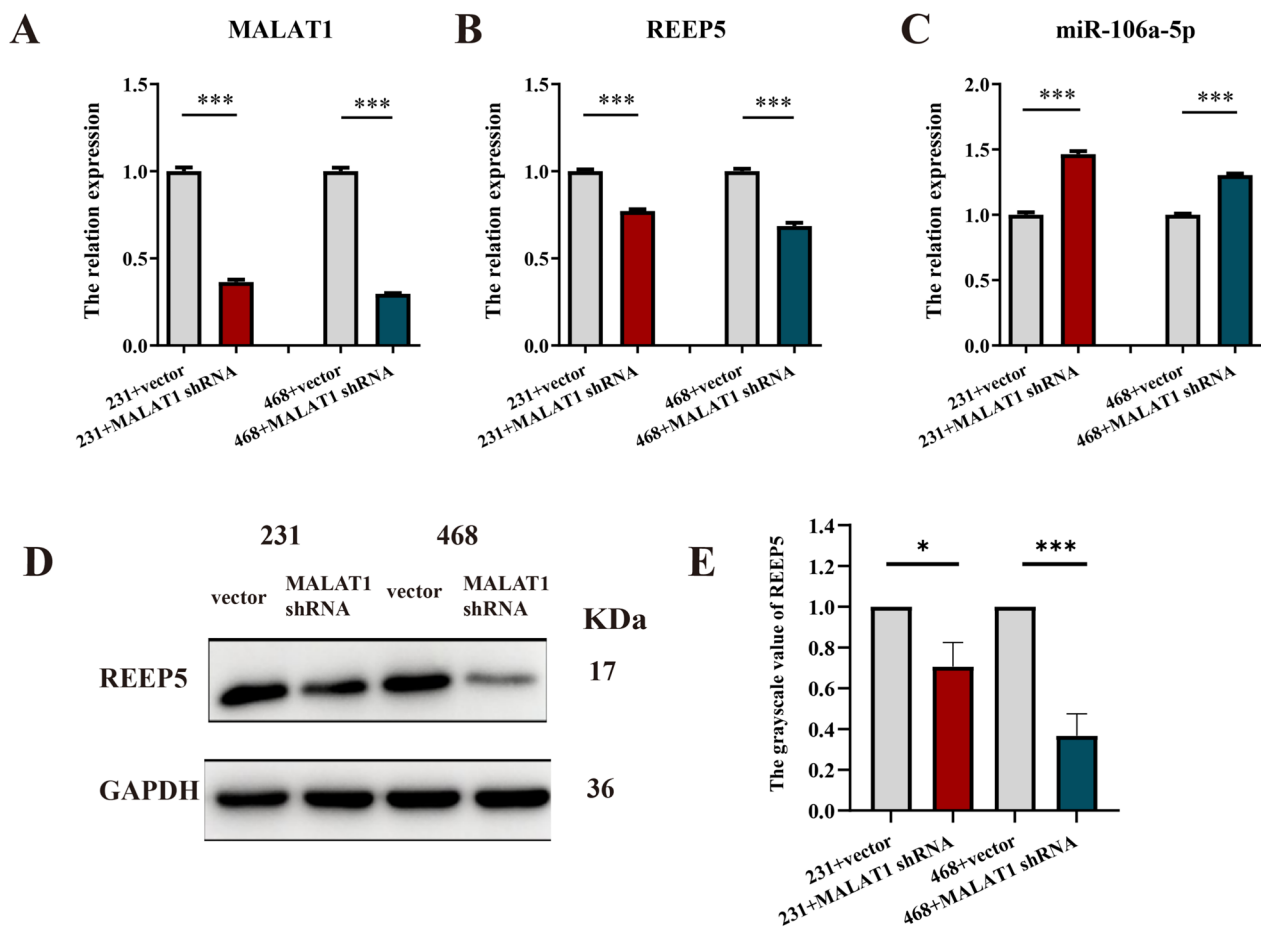 A
MALAT1
The relation expression
1.5
1.0
0.5
0.0
***
***
231+vector
231+MALAT1 shRNA
468+vector
468+MALAT1 shRNA
B
REEP5
The relation expression
1.5
1.0
0.5
0.0
***
***
231+vector
231+MALAT1 shRNA
468+vector
468+MALAT1 shRNA
C
miR-106a-5p
The relation expression
2.0
1.5
1.0
0.5
0.0
***
***
231+vector
231+MALAT1 shRNA
468+vector
468+MALAT1 shRNA
D
231
468
vector
MALAT1
shRNA
vector
MALAT1
shRNA
KDa
REEP5
17
GAPDH
36
E
The grayscale value of REEP5
1.4
1.2
1.0
0.8
0.6
0.4
0.2
0.0
*
***
231+vector
231+MALAT1 shRNA
468+vector
468+MALAT1 shRNA